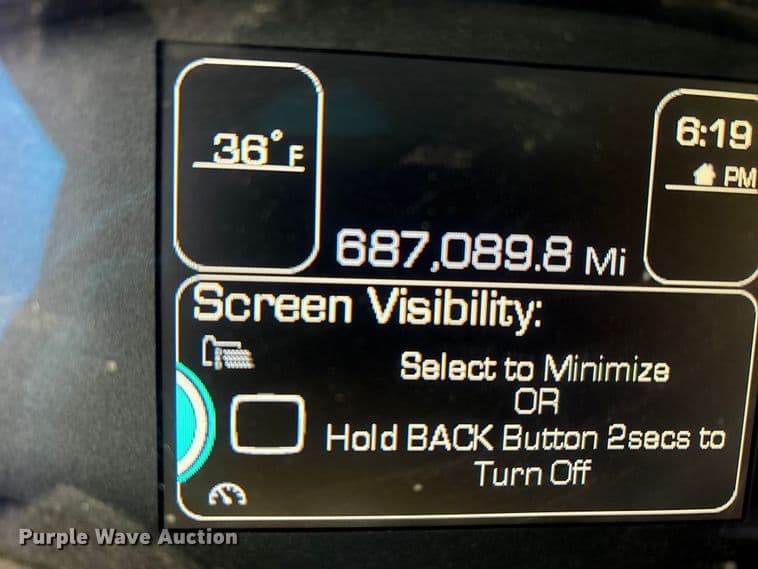 36°F
6:19
PM
687,089.8 Mi
Screen Visibility:
Select to Minimize
OR
Hold BACK Button 2secs to
Turn Off
Purple Wave Auction